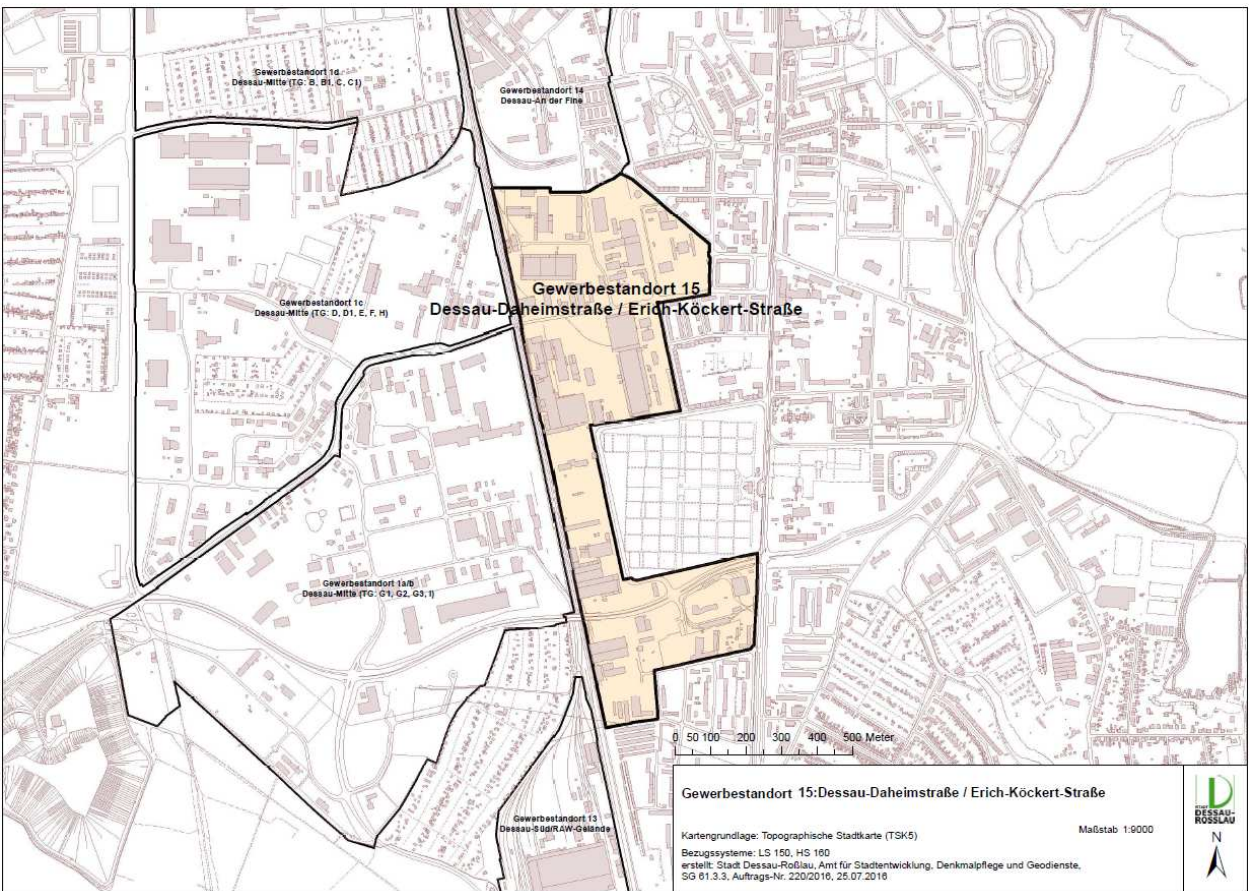 Gewerbestandort 1d
Dessau-Mitte (TG: B, B1, C, C1)
Gewerbestandort 14
Dessau-An der Fine
Gewerbestandort 15
Dessau-Daheimstraße / Erich-Köckert-Straße
Gewerbestandort 1c
Dessau-Mitte (TG: D, D1, E, F, H)
Gewerbestandort 1a/b
Dessau-Mitte (TG: G1, G2, G3, I)
0 50 100 200 300 400 500 Meter
Gewerbestandort 13
Dessau-Süd/RAW-Gelände
Gewerbestandort 15:Dessau-Daheimstraße / Erich-Köckert-Straße
Kartengrundlage: Topographische Stadtkarte (TSK5)
Maßstab 1:9000
Bezugssysteme: LS 150, HS 160
erstellt: Stadt Dessau-Roßlau, Amt für Stadtentwicklung, Denkmalpflege und Geodienste,
SG 61.3.3, Auftrags-Nr. 220/2016, 25.07.2016
STADT
DESSAU-
ROSSLAU
N